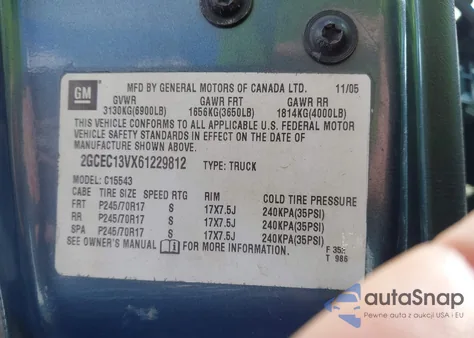 GM
MFD BY GENERAL MOTORS OF CANADA LTD. 11/05
GVWR GAWR FRT GAWR RR
3130KG(6900LB) 1656KG(3650LB) 1814KG(4000LB)
THIS VEHICLE CONFORMS TO ALL APPLICABLE U.S. FEDERAL MOTOR
VEHICLE SAFETY STANDARDS IN EFFECT ON THE DATE OF
MANUFACTURE SHOWN ABOVE.
2GCEC13VX61229812 TYPE: TRUCK
MODEL: C15543
CABE TIRE SIZE SPEED RTG RIM COLD TIRE PRESSURE
FRT P245/70R17 S 17X7.5J 240KPA(35PSI)
RR P245/70R17 S 17X7.5J 240KPA(35PSI)
SPA P245/70R17 S 17X7.5J 240KPA(35PSI)
SEE OWNER'S MANUAL FOR MORE INFORMATION.
T 986
autoSnap
Pewne auta z aukcji USA i EU